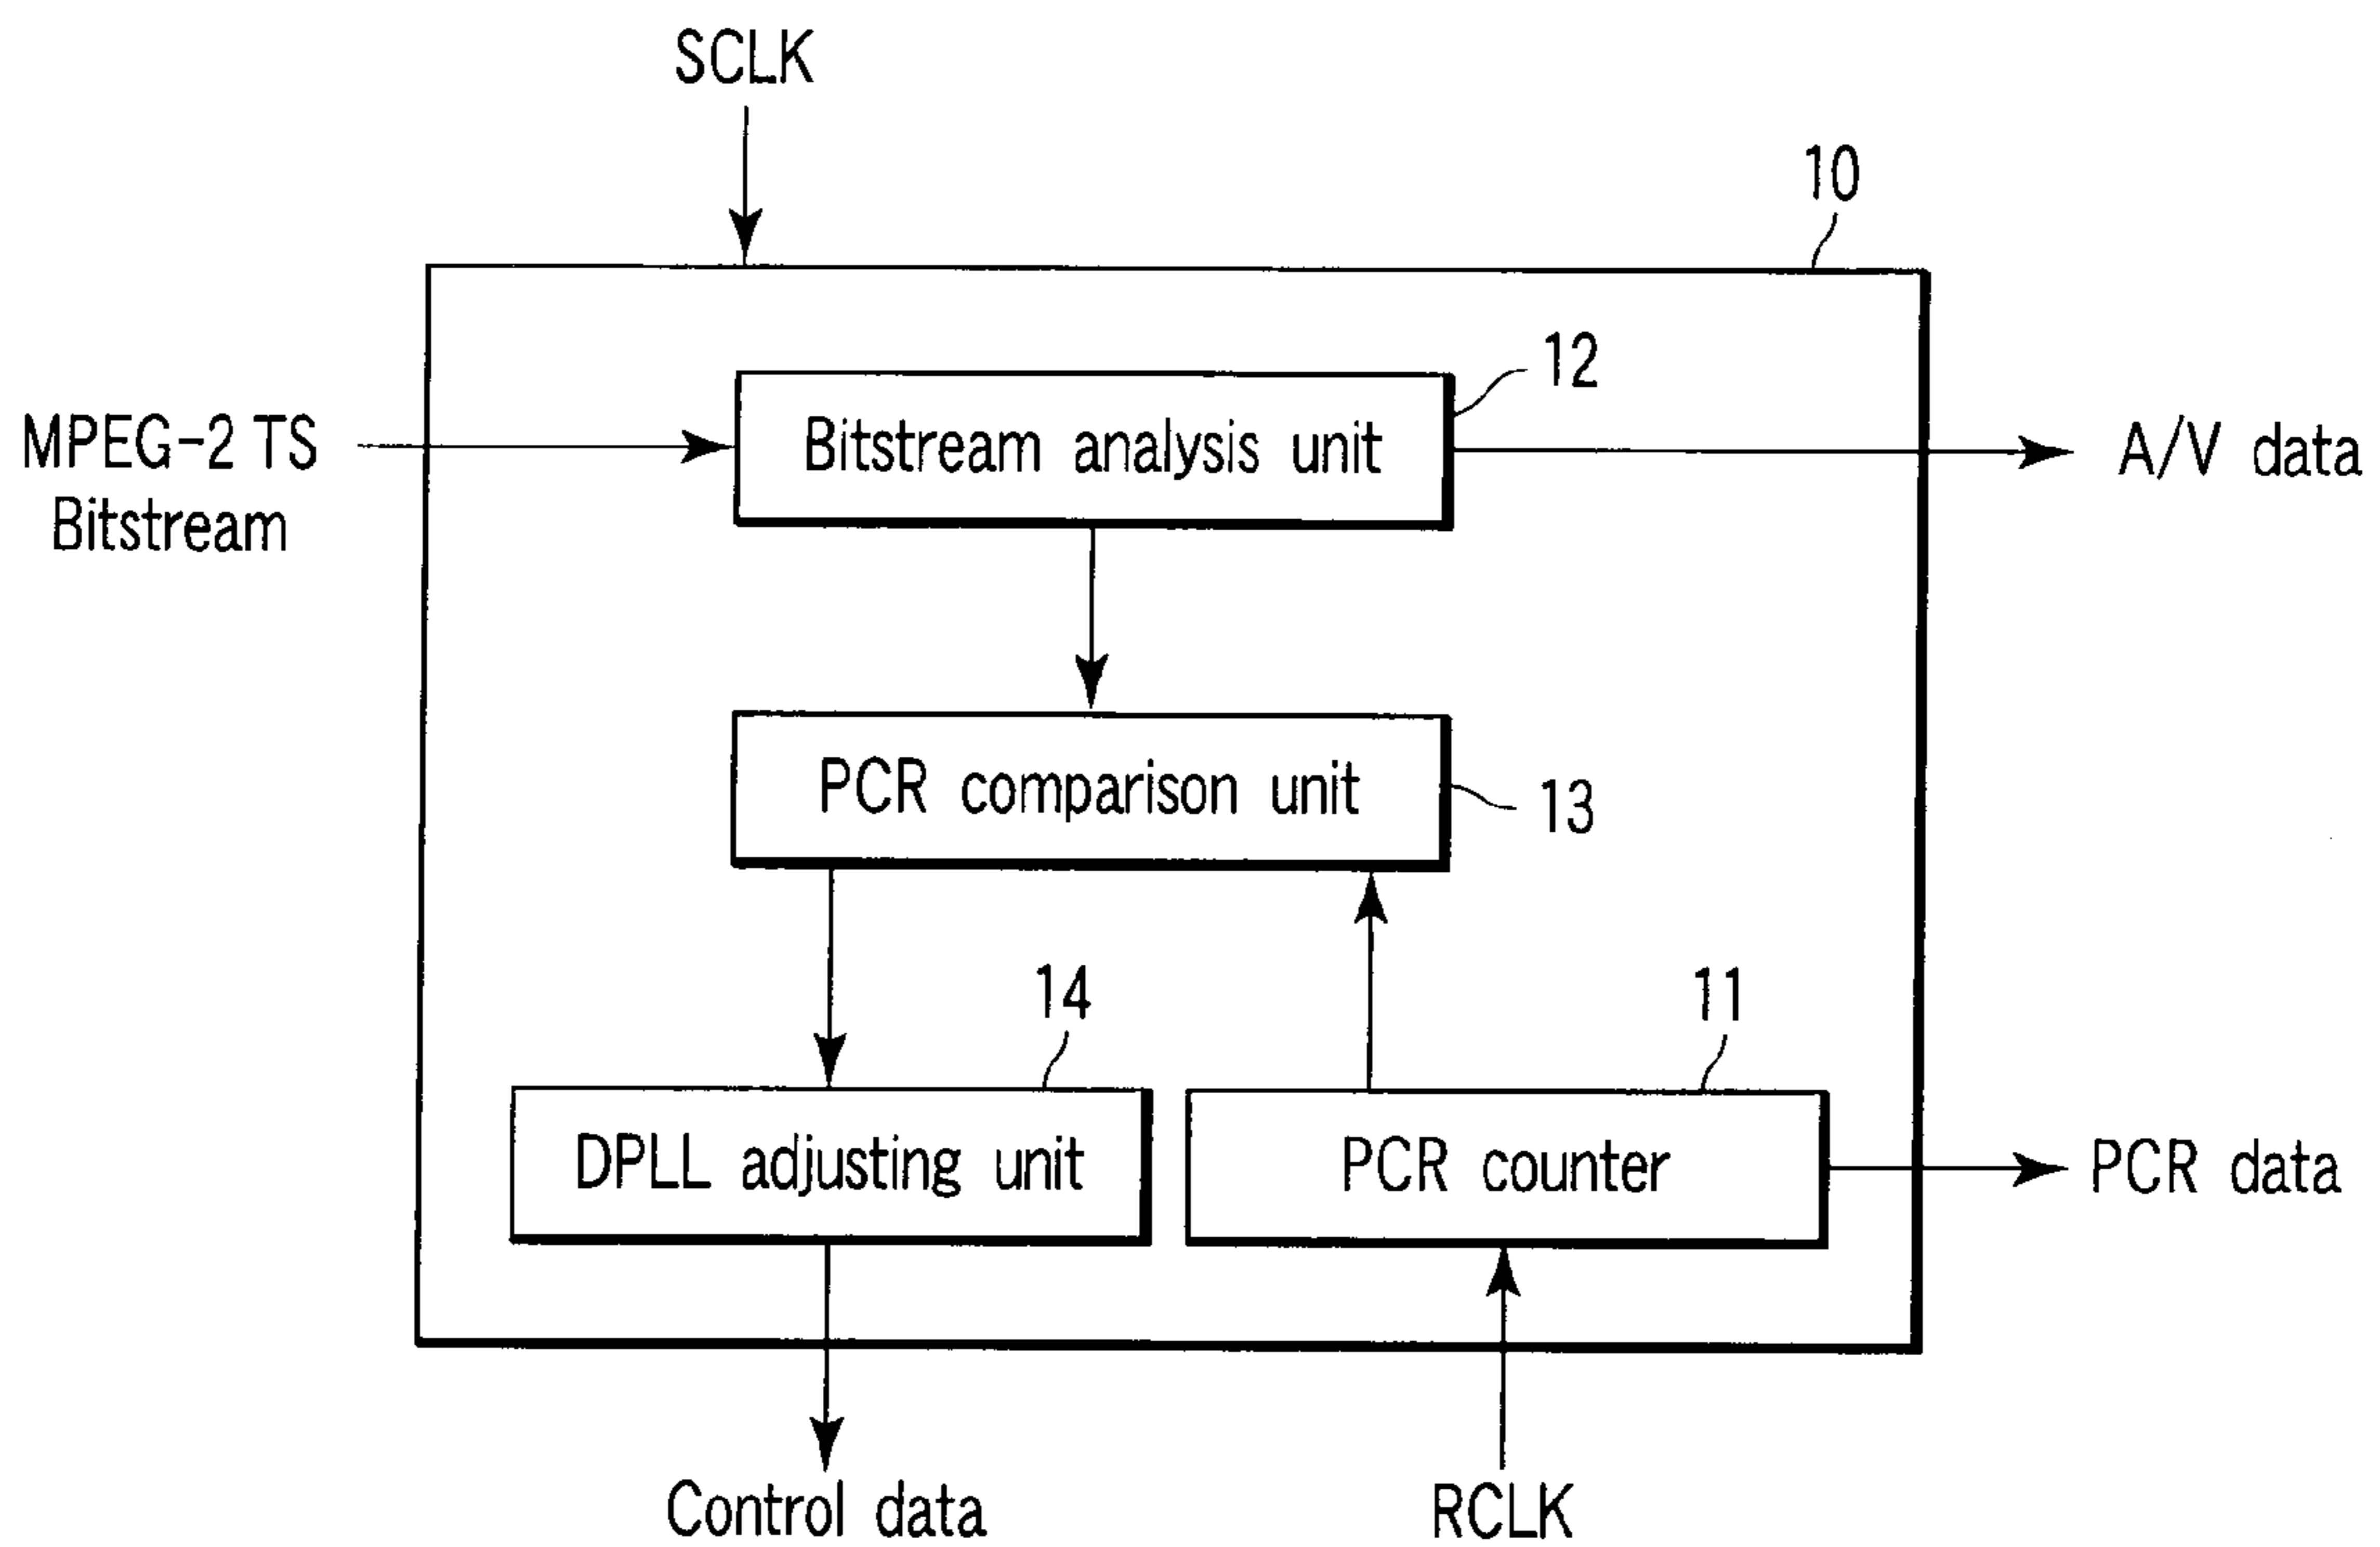 SCLK
10
12
MPEG-2 TS
Bitstream
Bitstream analysis unit
A/V data
PCR comparison unit
13
14
11
DPLL adjusting unit
PCR counter
PCR data
Control data
RCLK